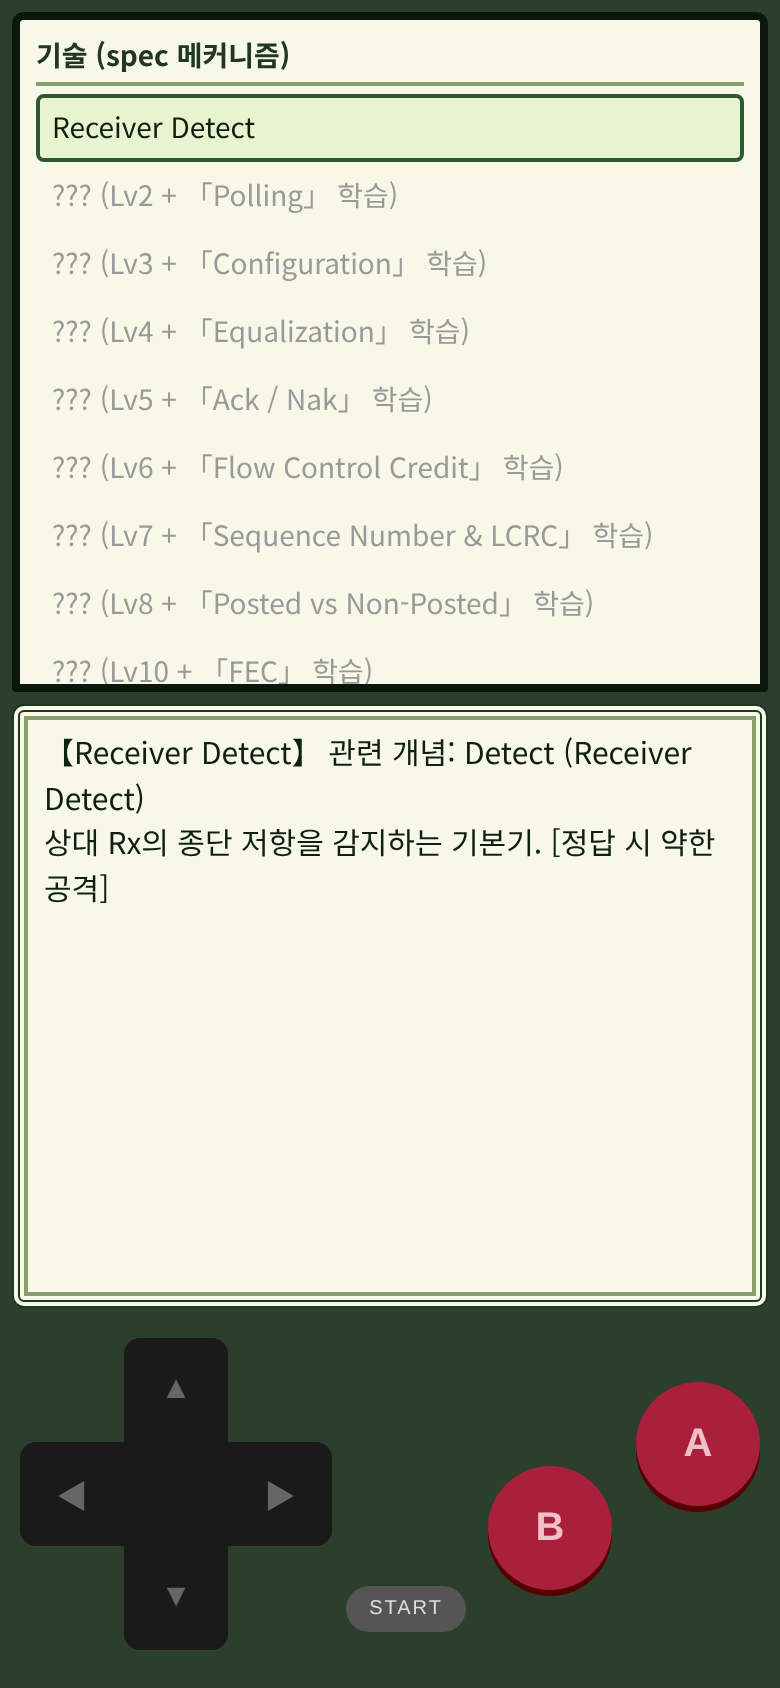 기술 (spec 메커니즘)
Receiver Detect
??? (Lv2 + 「Polling」 학습)
??? (Lv3 + 「Configuration」 학습)
??? (Lv4 + 「Equalization」 학습)
??? (Lv5 + 「Ack / Nak」 학습)
??? (Lv6 + 「Flow Control Credit」 학습)
??? (Lv7 + 「Sequence Number & LCRC」 학습)
??? (Lv8 + 「Posted vs Non-Posted」 학습)
??? (Lv10 + 「FEC」 학습)
【Receiver Detect】 관련 개념: Detect (Receiver
Detect)
상대 Rx의 종단 저항을 감지하는 기본기. [정답 시 약한
공격]
▲
◀ ▶
▼
A
B
START